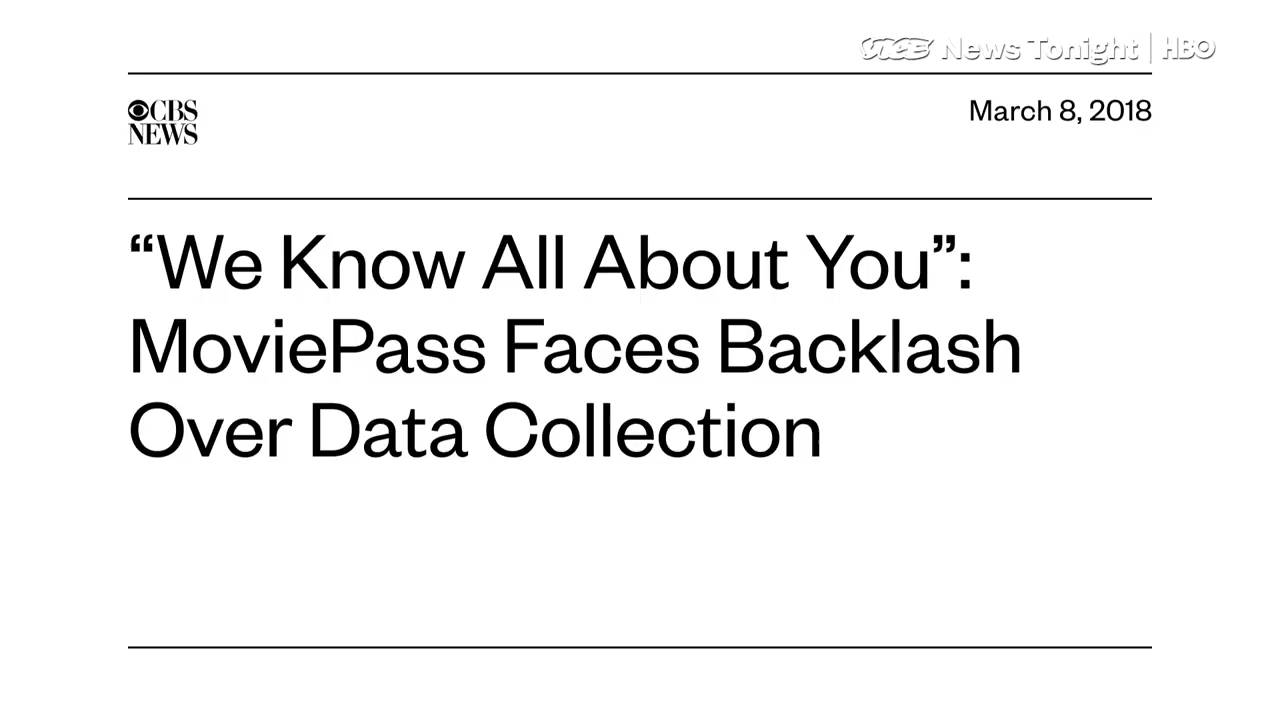 VICE News Tonight | HBO
CBS NEWS
March 8, 2018
“We Know All About You”:
MoviePass Faces Backlash
Over Data Collection